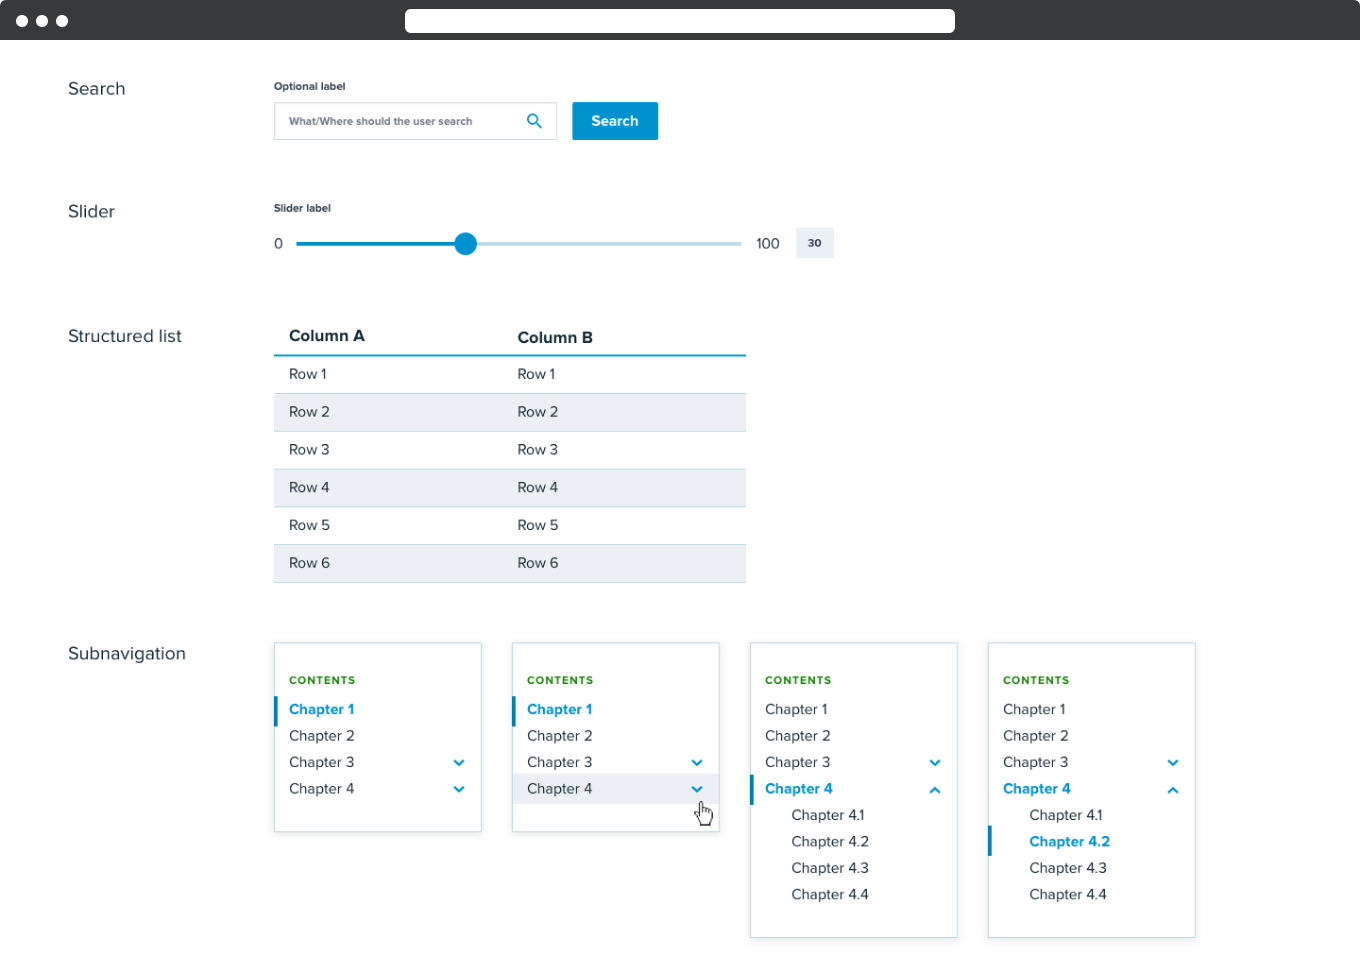 Search
Optional label
What/Where should the user search
Search
Slider
Slider label
0 100 30
Structured list
Column A Column B
Row 1 Row 1
Row 2 Row 2
Row 3 Row 3
Row 4 Row 4
Row 5 Row 5
Row 6 Row 6
Subnavigation
CONTENTS
Chapter 1
Chapter 2
Chapter 3
Chapter 4
CONTENTS
Chapter 1
Chapter 2
Chapter 3
Chapter 4
CONTENTS
Chapter 1
Chapter 2
Chapter 3
Chapter 4
Chapter 4.1
Chapter 4.2
Chapter 4.3
Chapter 4.4
CONTENTS
Chapter 1
Chapter 2
Chapter 3
Chapter 4
Chapter 4.1
Chapter 4.2
Chapter 4.3
Chapter 4.4